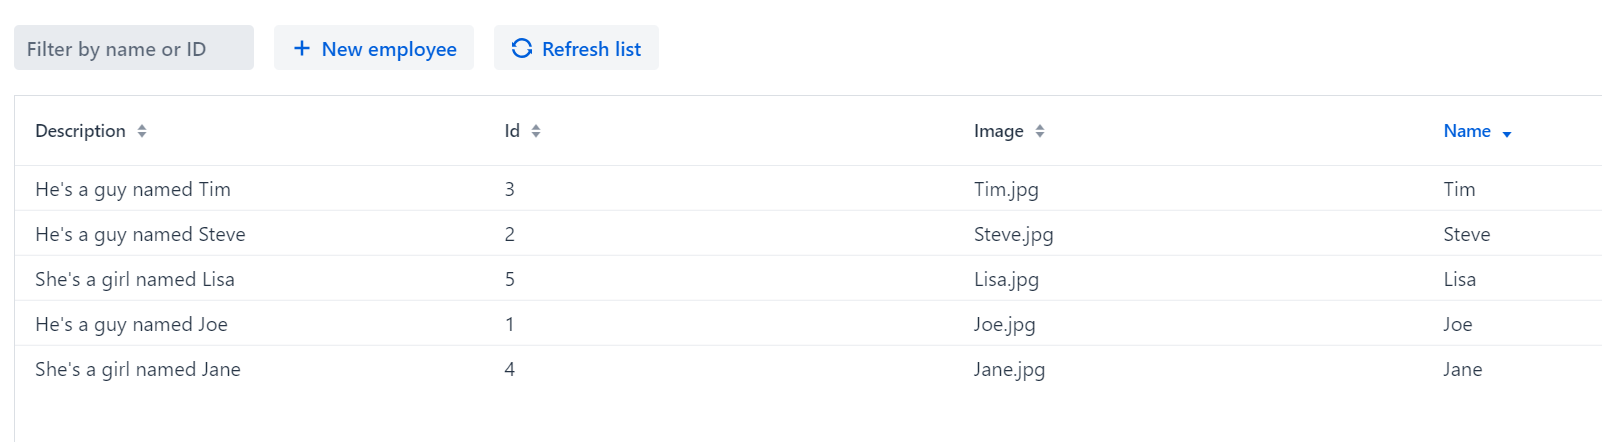 Filter by name or ID New employee Refresh list
Description Id Image Name
He's a guy named Tim 3 Tim.jpg Tim
He's a guy named Steve 2 Steve.jpg Steve
She's a girl named Lisa 5 Lisa.jpg Lisa
He's a guy named Joe 1 Joe.jpg Joe
She's a girl named Jane 4 Jane.jpg Jane